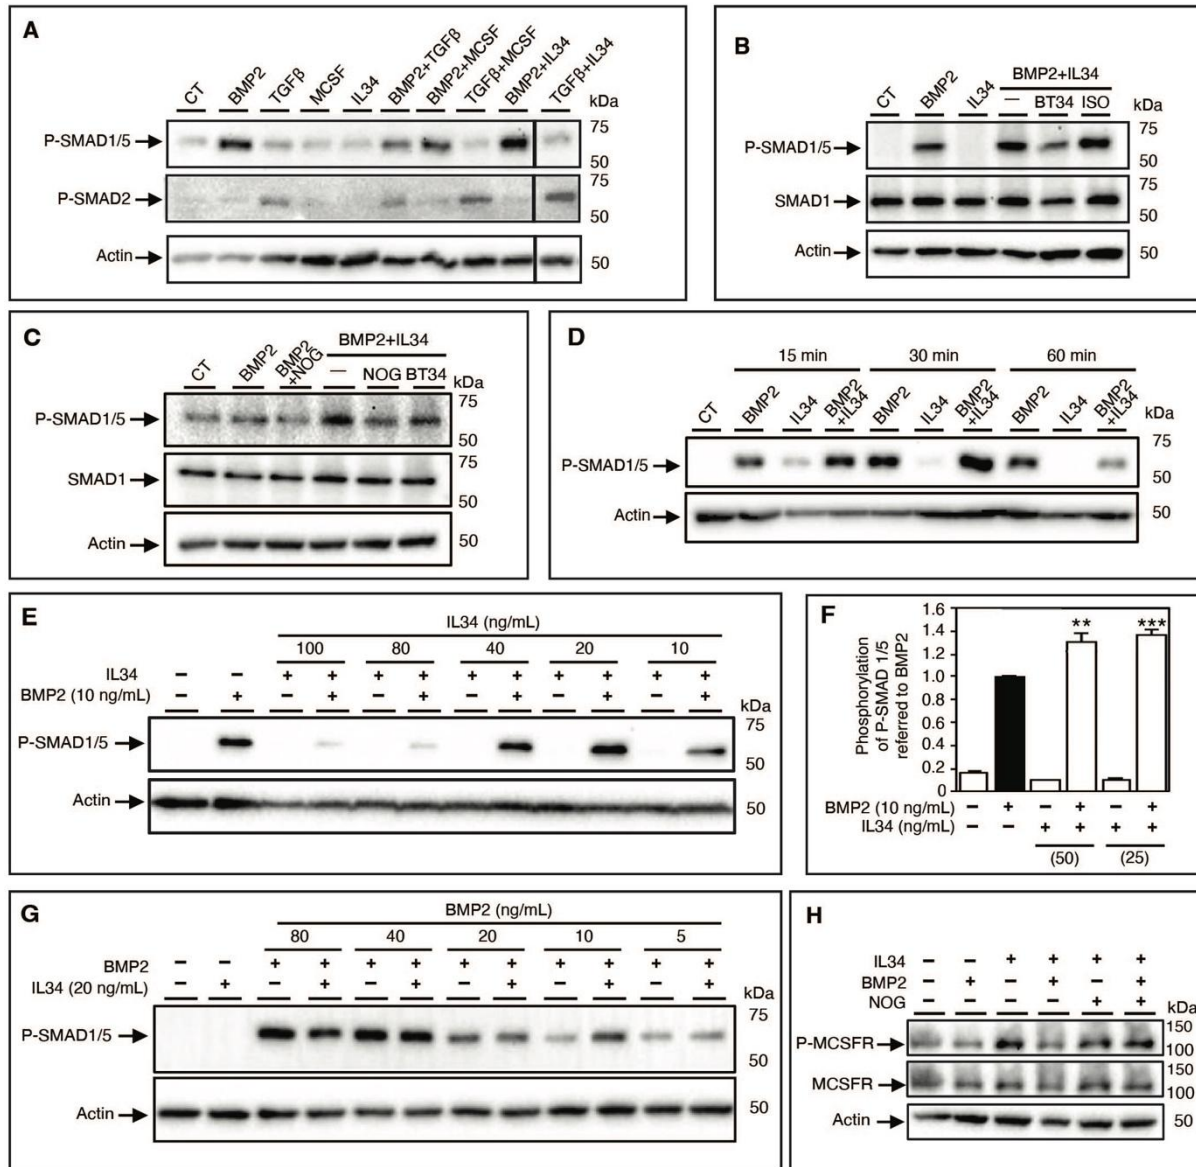 A
CT BMP2 TGFβ MCSF IL34 BMP2+TGFβ BMP2+MCSF TGFβ+MCSF BMP2+IL34 TGFβ+IL34
kDa
P-SMAD1/5 75
50
P-SMAD2 75
50
Actin 50
B
BMP2+IL34
CT BMP2 IL34 — BT34 ISO kDa
P-SMAD1/5 75
50
SMAD1 75
50
Actin 50
C
BMP2+IL34
CT BMP2 BMP2+NOG — NOG BT34 kDa
P-SMAD1/5 75
50
SMAD1 75
50
Actin 50
D
15 min 30 min 60 min
CT BMP2 IL34 BMP2+IL34 BMP2 IL34 BMP2+IL34 BMP2 IL34 BMP2+IL34 kDa
P-SMAD1/5 75
50
Actin 50
E
IL34 (ng/mL)
100 80 40 20 10
IL34 – – + + + + + + + + + +
BMP2 (10 ng/mL) – + – + – + – + – + – +
kDa
P-SMAD1/5 75
50
Actin 50
F
Phosphorylation
of P-SMAD 1/5
referred to BMP2
1.6
1.4
1.2
1.0
0.8
0.6
0.4
0.2
0
** ***
BMP2 (10 ng/mL) – + – + – +
IL34 (ng/mL) – – + + + +
(50) (25)
G
BMP2 (ng/mL)
80 40 20 10 5
BMP2 – – + + + + + + + + + +
IL34 (20 ng/mL) – + – + – + – + – + – +
kDa
P-SMAD1/5 75
50
Actin 50
H
IL34 – – + + + +
BMP2 – + – + – +
NOG – – – – + +
kDa
P-MCSFR 150
100
MCSFR 150
100
Actin 50